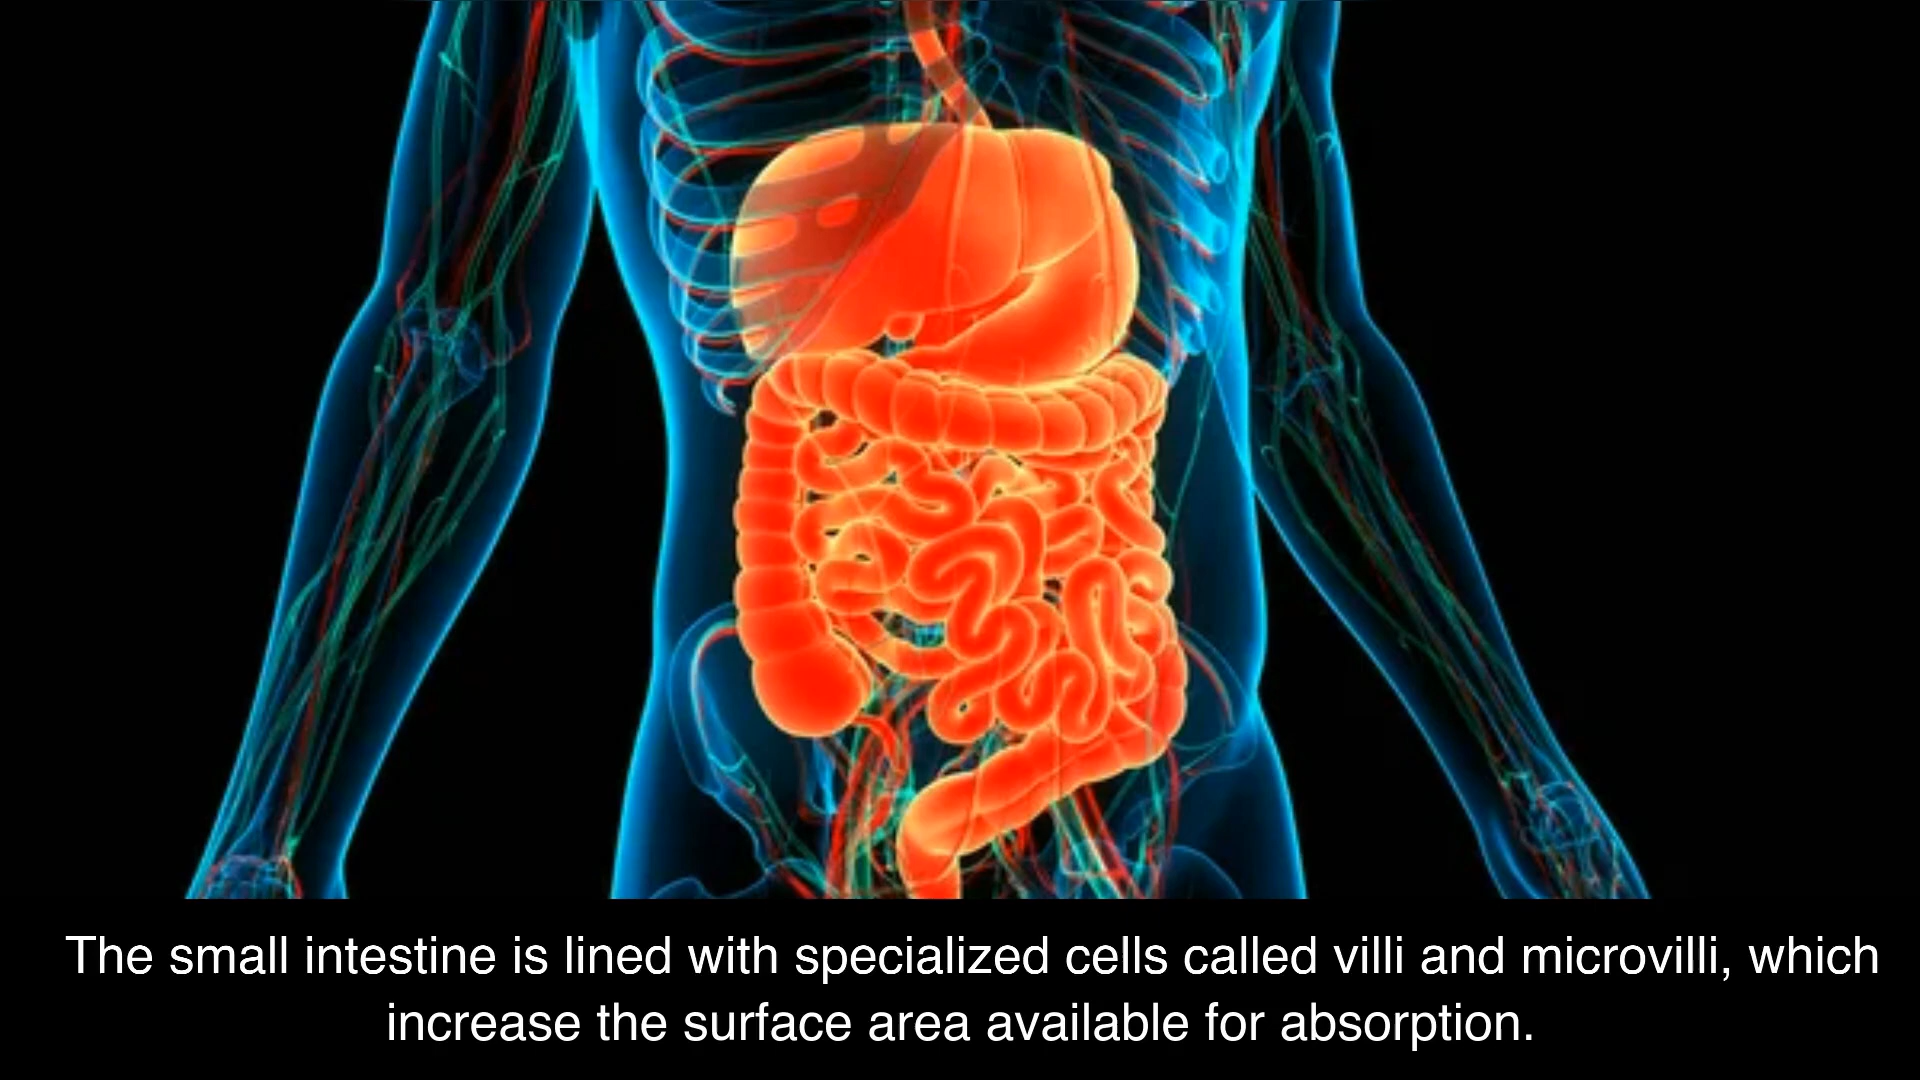 The small intestine is lined with specialized cells called villi and microvilli, which
increase the surface area available for absorption.